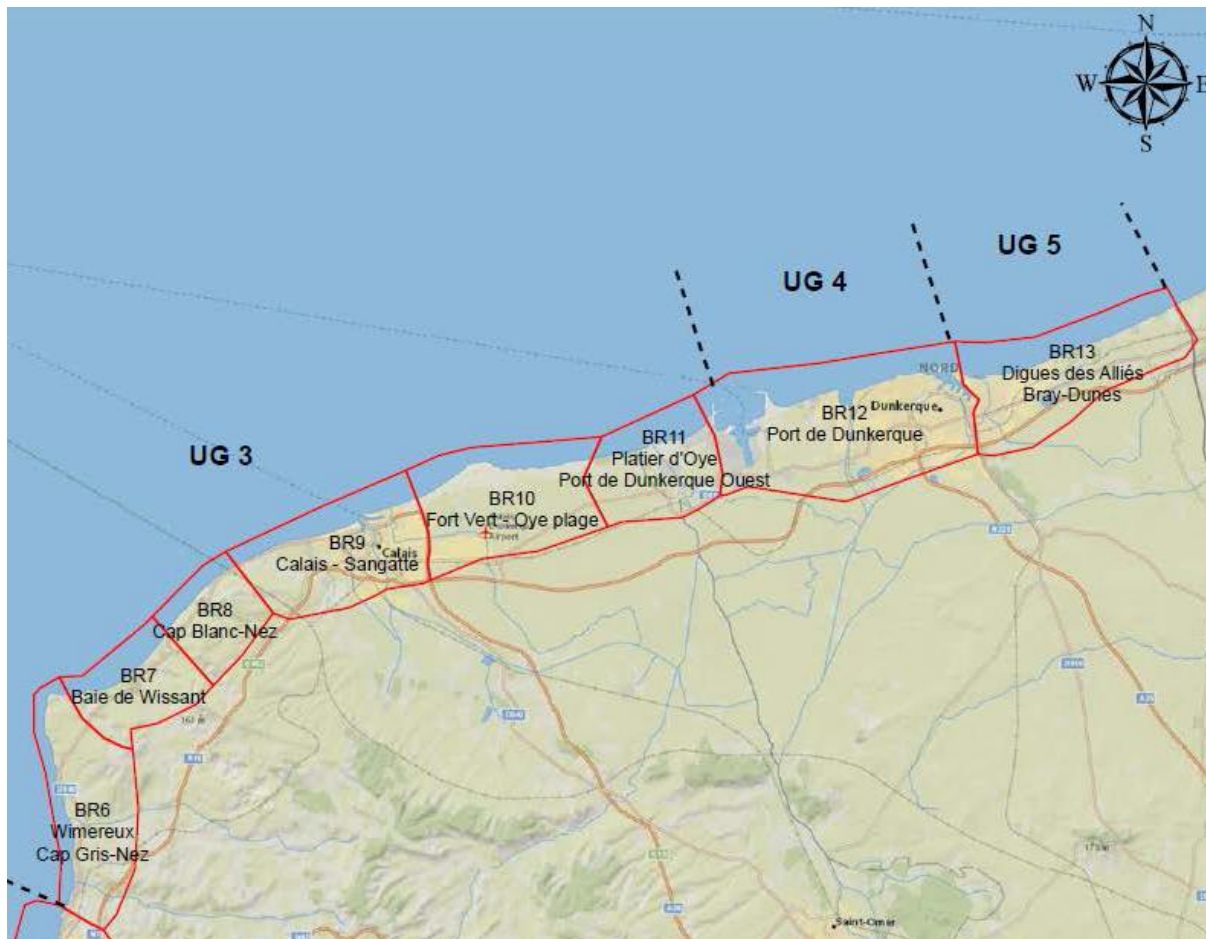 N
W
E
S
UG 5
UG 4
UG 3
BR13
Digues des Alliés
Bray-Dunes
NORD
BR12
Dunkerque
Port de Dunkerque
BR11
Platier d'Oye
Port de Dunkerque Ouest
BR10
Fort Vert - Oye plage
Airport
BR9
Calais
Calais - Sangatte
BR8
Cap Blanc-Nez
BR7
Baie de Wissant
BR6
Wimereux
Cap Gris-Nez
Saint-Omer